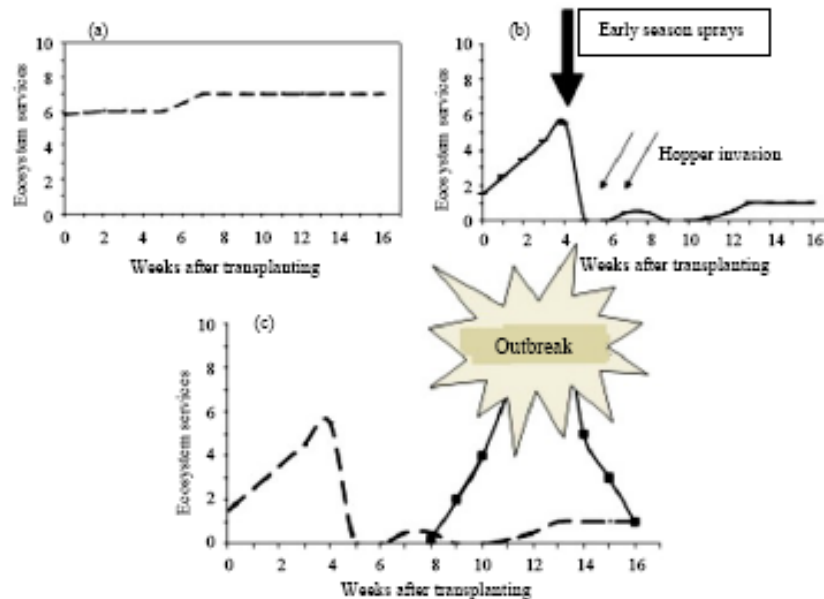 (a)
10
8
6
4
2
0
Ecosystem services
0 2 4 6 8 10 12 14 16
Weeks after transplanting
(b)
Early season sprays
10
8
6
4
2
0
Ecosystem services
Hopper invasion
0 2 4 6 8 10 12 14 16
Weeks after transplanting
(c)
Outbreak
10
8
6
4
2
0
Ecosystem services
0 2 4 6 8 10 12 14 16
Weeks after transplanting